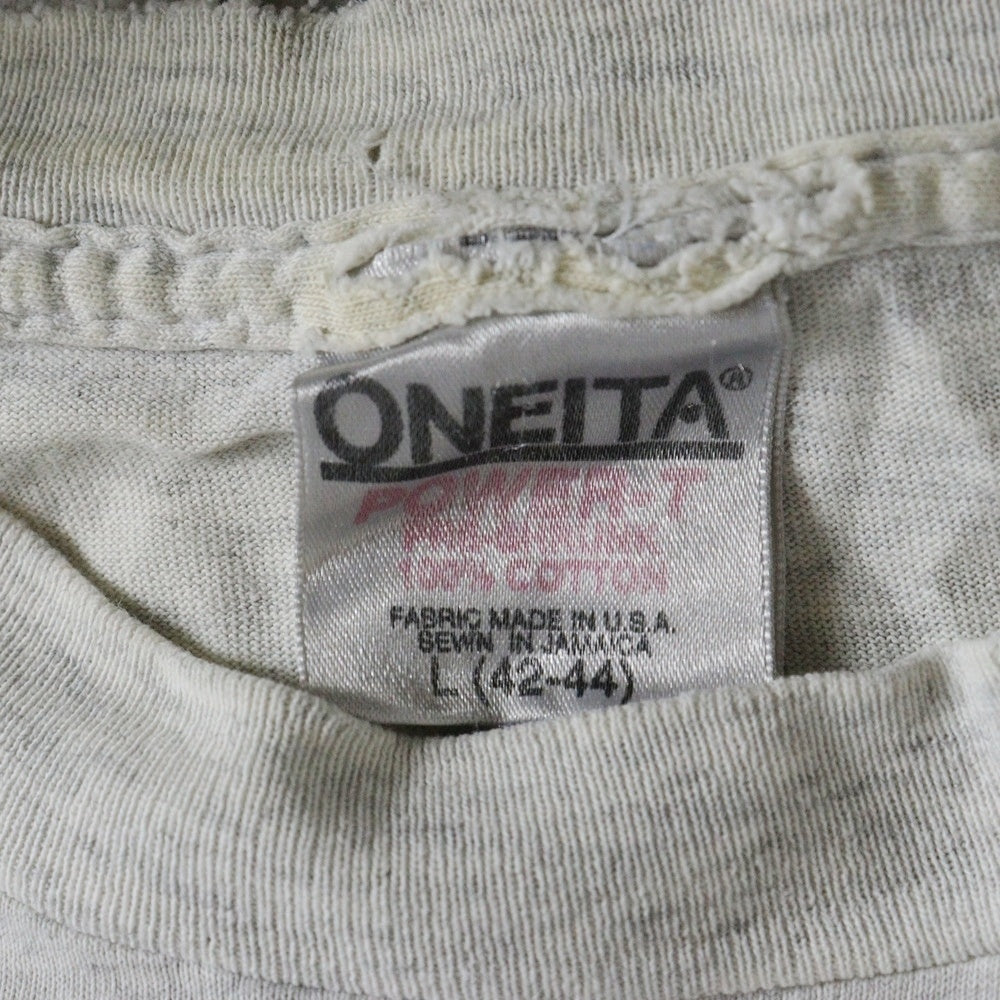 ONEITA®
POWER-T
100% COTTON
FABRIC MADE IN U.S.A.
SEWN IN JAMAICA
L (42-44)